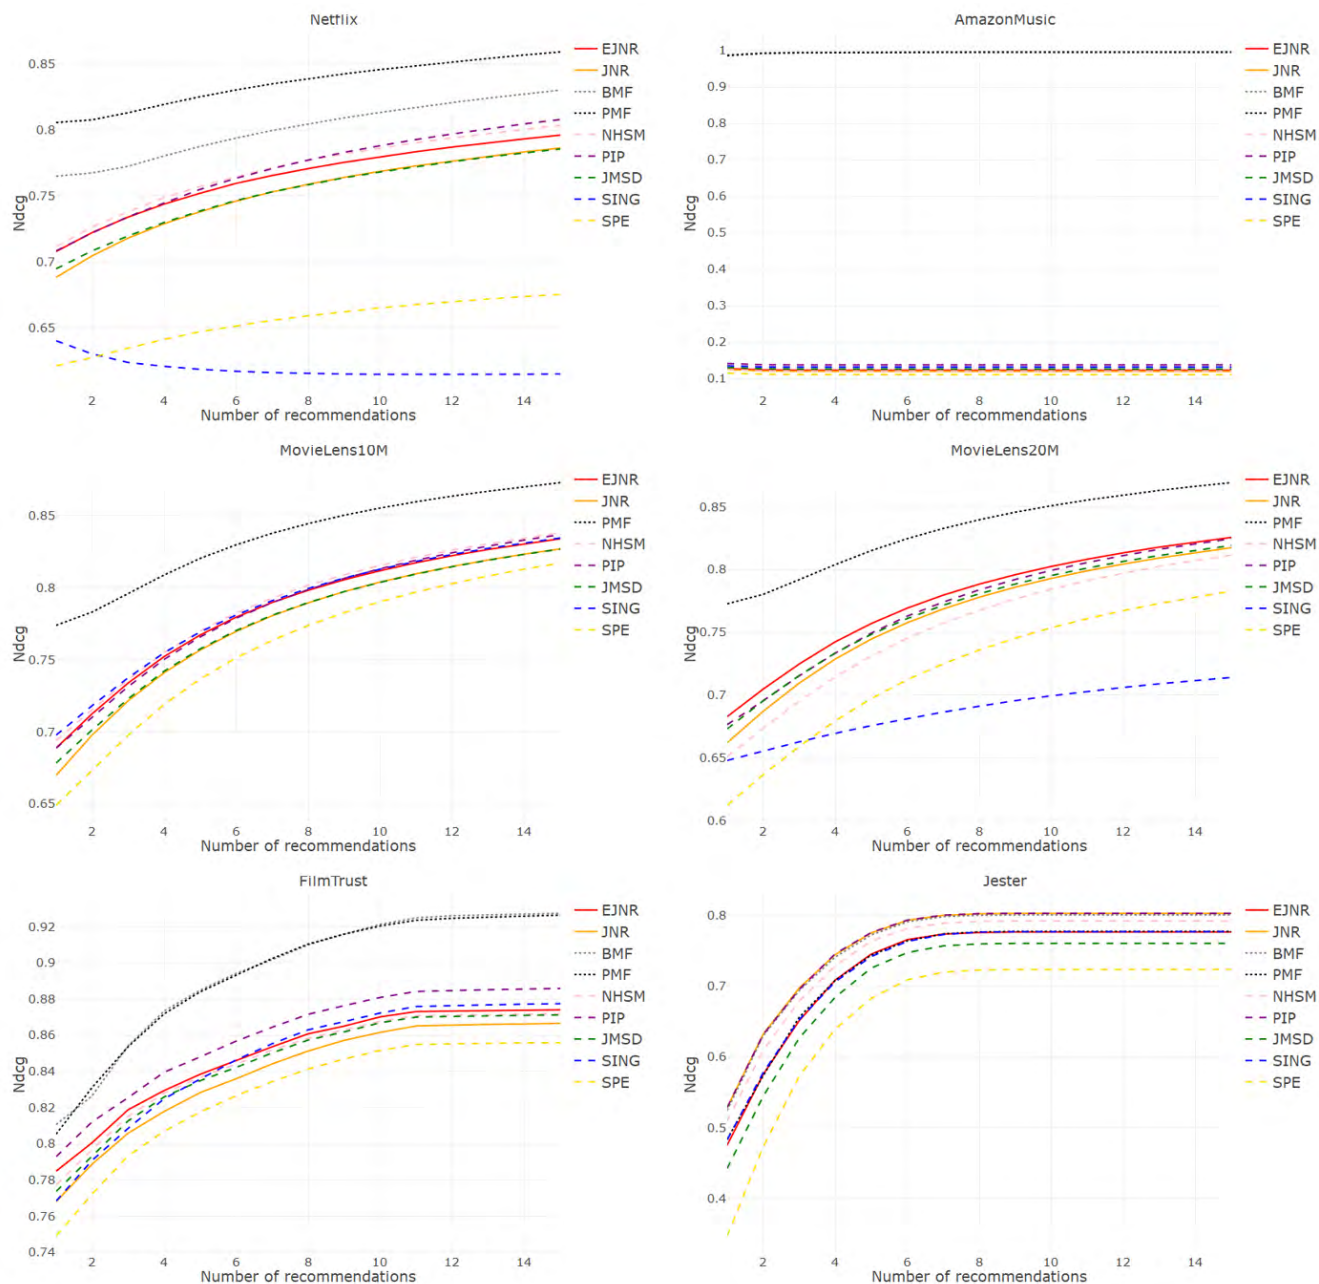 Netflix
0.85
0.8
0.75
0.7
0.65
Ndcg
2 4 6 8 10 12 14
Number of recommendations
EJNR
JNR
BMF
PMF
NHSM
PIP
JMSD
SING
SPE
AmazonMusic
1
0.9
0.8
0.7
0.6
0.5
0.4
0.3
0.2
0.1
Ndcg
2 4 6 8 10 12 14
Number of recommendations
EJNR
JNR
BMF
PMF
NHSM
PIP
JMSD
SING
SPE
MovieLens10M
0.85
0.8
0.75
0.7
0.65
Ndcg
2 4 6 8 10 12 14
Number of recommendations
EJNR
JNR
PMF
NHSM
PIP
JMSD
SING
SPE
MovieLens20M
0.85
0.8
0.75
0.7
0.65
0.6
Ndcg
2 4 6 8 10 12 14
Number of recommendations
EJNR
JNR
PMF
NHSM
PIP
JMSD
SING
SPE
FilmTrust
0.92
0.9
0.88
0.86
0.84
0.82
0.8
0.78
0.76
0.74
Ndcg
2 4 6 8 10 12 14
Number of recommendations
EJNR
JNR
BMF
PMF
NHSM
PIP
JMSD
SING
SPE
Jester
0.8
0.7
0.6
0.5
0.4
Ndcg
2 4 6 8 10 12 14
Number of recommendations
EJNR
JNR
BMF
PMF
NHSM
PIP
JMSD
SING
SPE